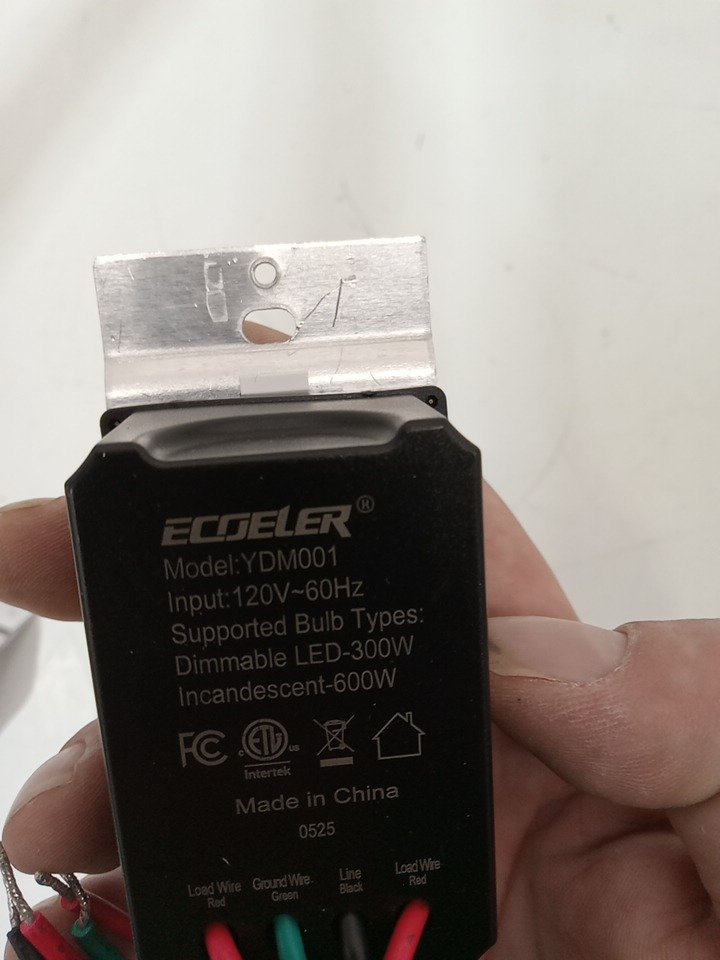 ECOELER®
Model:YDM001
Input:120V~60Hz
Supported Bulb Types:
Dimmable LED-300W
Incandescent-600W
FC
c ETL us
Intertek
Made in China
0525
Load Wire Red
Ground Wire Green
Line Black
Load Wire Red